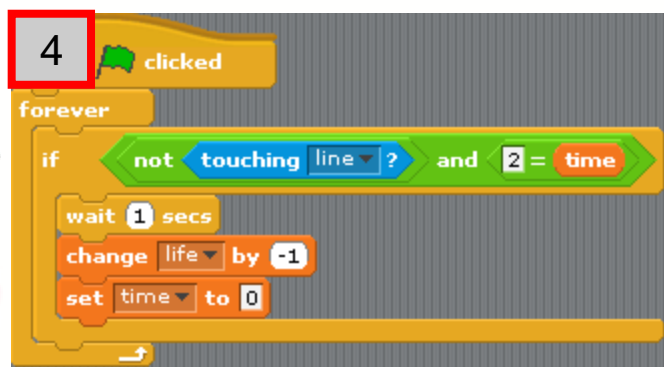 4 clicked
forever
if not touching line ? and 2 = time
wait 1 secs
change life by -1
set time to 0